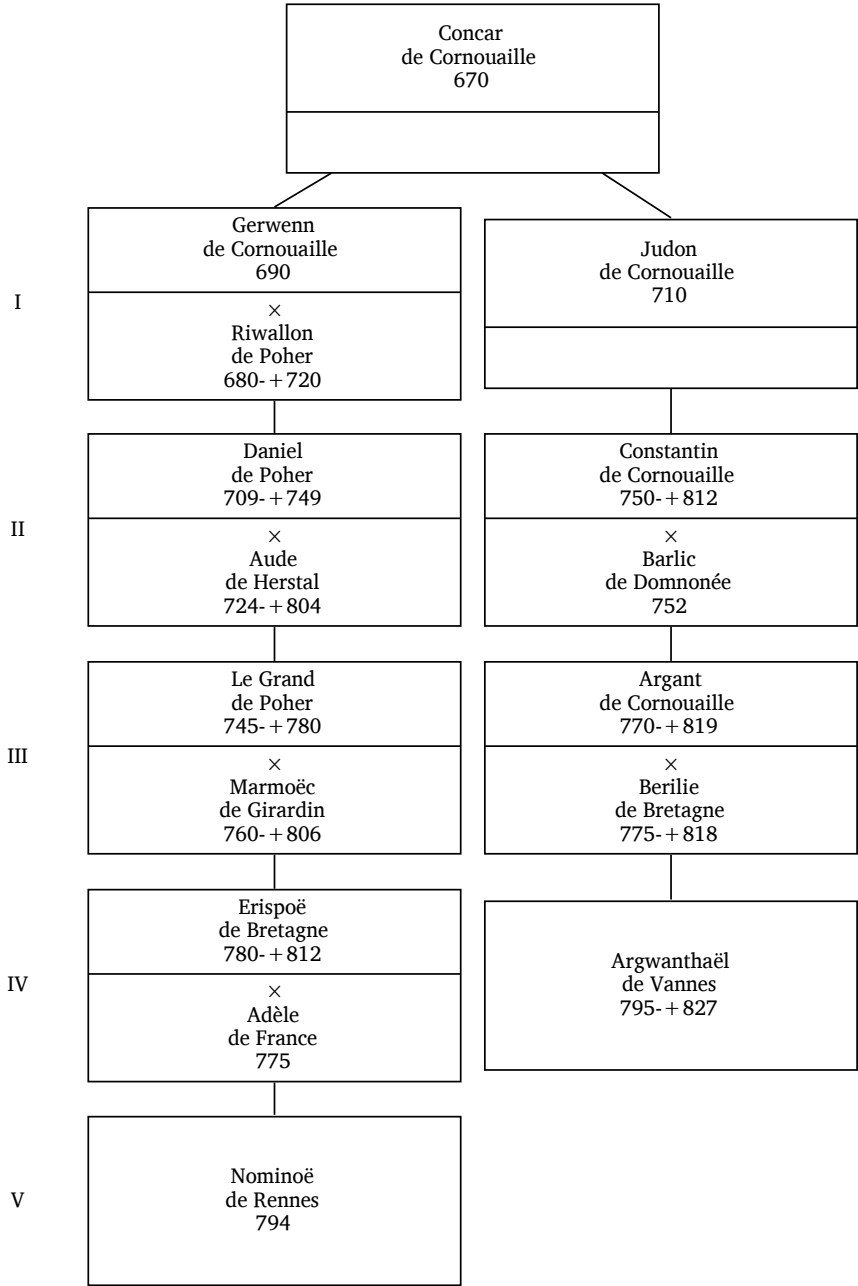 Concar
de Cornouaille
670
I
Gerwenn
de Cornouaille
690
×
Riwallon
de Poher
680-+720
Judon
de Cornouaille
710
II
Daniel
de Poher
709-+749
×
Aude
de Herstal
724-+804
Constantin
de Cornouaille
750-+812
×
Barlic
de Domnonée
752
III
Le Grand
de Poher
745-+780
×
Marmoëc
de Girardin
760-+806
Argant
de Cornouaille
770-+819
×
Berilie
de Bretagne
775-+818
IV
Erispoë
de Bretagne
780-+812
×
Adèle
de France
775
Argwanthaël
de Vannes
795-+827
V
Nominoë
de Rennes
794